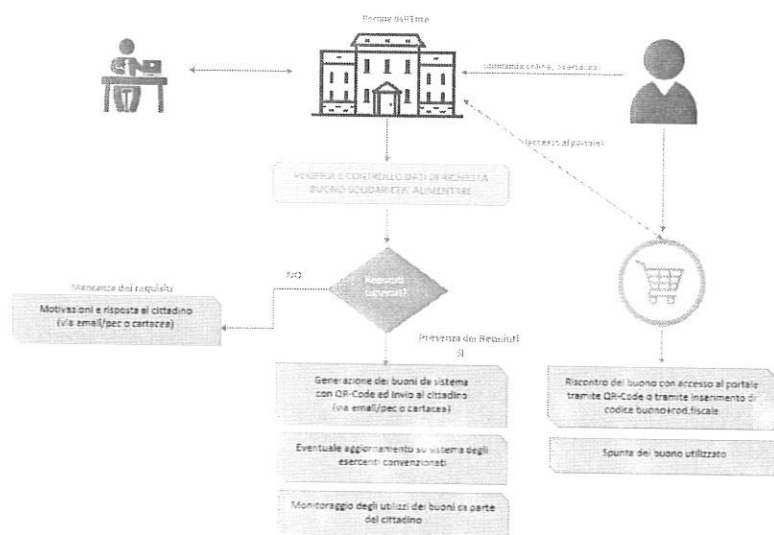 Portale dell'Ente
(accesso al portale)
VERIFICA E CONTROLLO DATI DI RICHIESTA
BUONO SOLIDARIETA' ALIMENTARE
Requisiti
NO
Mancanza dei requisiti
Motivazioni e risposta al cittadino
(via email/pec o cartacea)
Presenza dei Requisiti
SI
Generazione dei buoni da sistema
con QR-Code ed invio al cittadino
(via email/pec o cartacea)
Eventuale aggiornamento su sistema degli
esercenti convenzionati
Monitoraggio degli utilizzi dei buoni da parte
del cittadino
Riscontro del buono con accesso al portale
tramite QR-Code o tramite inserimento di
codice buono+cod.fiscale
Spunta del buono utilizzato